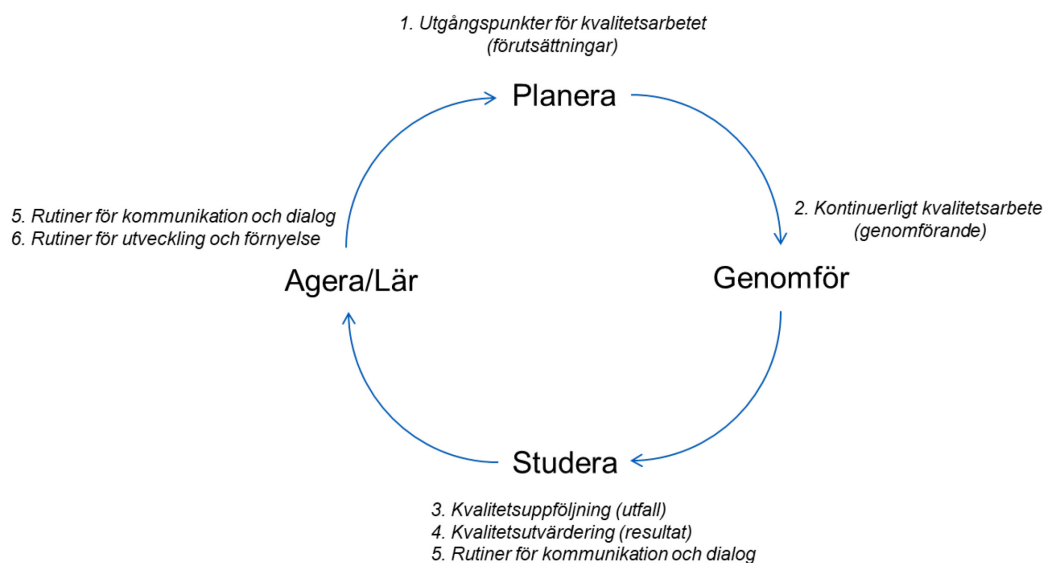 1. Utgångspunkter för kvalitetsarbetet
(förutsättningar)
Planera
2. Kontinuerligt kvalitetsarbete
(genomförande)
Genomför
3. Kvalitetsuppföljning (utfall)
4. Kvalitetsutvärdering (resultat)
5. Rutiner för kommunikation och dialog
Studera
5. Rutiner för kommunikation och dialog
6. Rutiner för utveckling och förnyelse
Agera/Lär